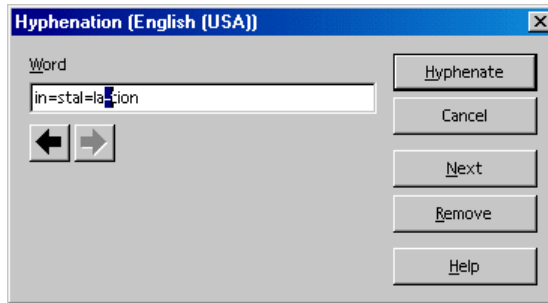 Hyphenation (English (USA))
Word
in=stal=la-tion
Hyphenate
Cancel
Next
Remove
Help